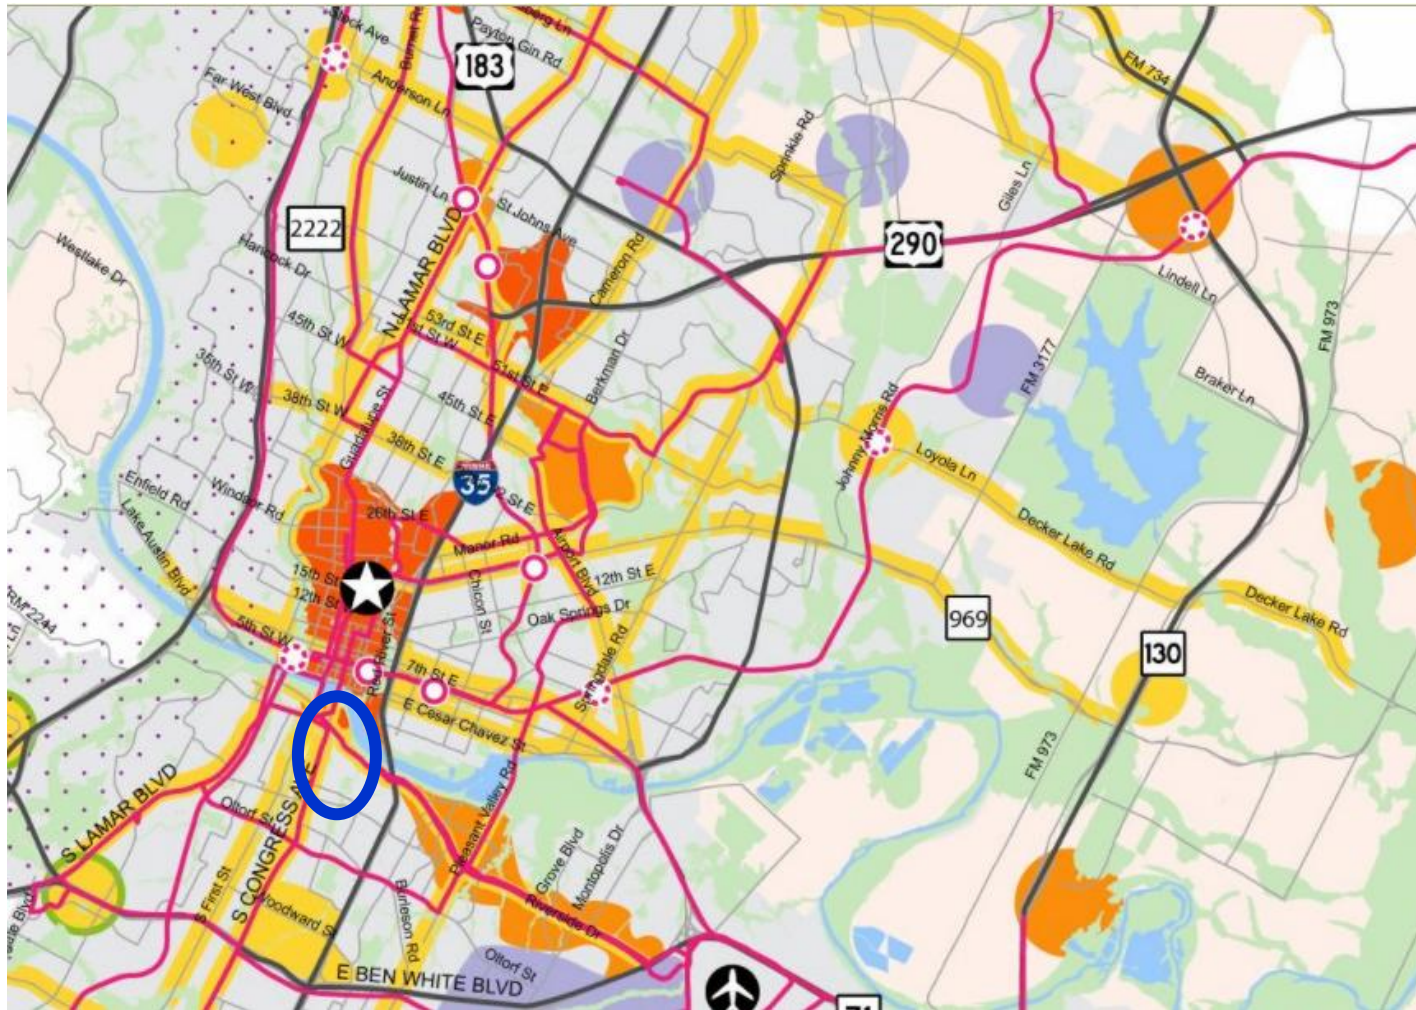 Payton Gin Rd
183
FM 734
Anderson Ln
Far West Blvd
Sprinkle Rd
Justin Ln
Giles Ln
St Johns Ave
2222
N LAMAR BLVD
290
Hancock Dr
Westlake Dr
Cameron Rd
Lindell Ln
FM 973
53rd St E
45th St W
Berkman Dr
51st St E
FM 3177
Braker Ln
35th St W
38th St W
45th St E
Guadalupe St
Johnny Morris Rd
38th St E
Loyola Ln
35
Enfield Rd
Windsor Rd
26th St E
Decker Lake Rd
Lake Austin Blvd
Manor Rd
Airport Blvd
15th St
12th St E
12th St
Chicon St
Decker Lake Rd
Oak Springs Dr
969
RM 2244
5th St W
Red River St
130
7th St E
Springdale Rd
E Cesar Chavez St
FM 973
S LAMAR BLVD
Oltorf St
Pleasant Valley Rd
S CONGRESS AVE
Grove Blvd
Montopolis Dr
S First St
Woodward St
Burleson Rd
Riverside Dr
Oltorf St
E BEN WHITE BLVD
71